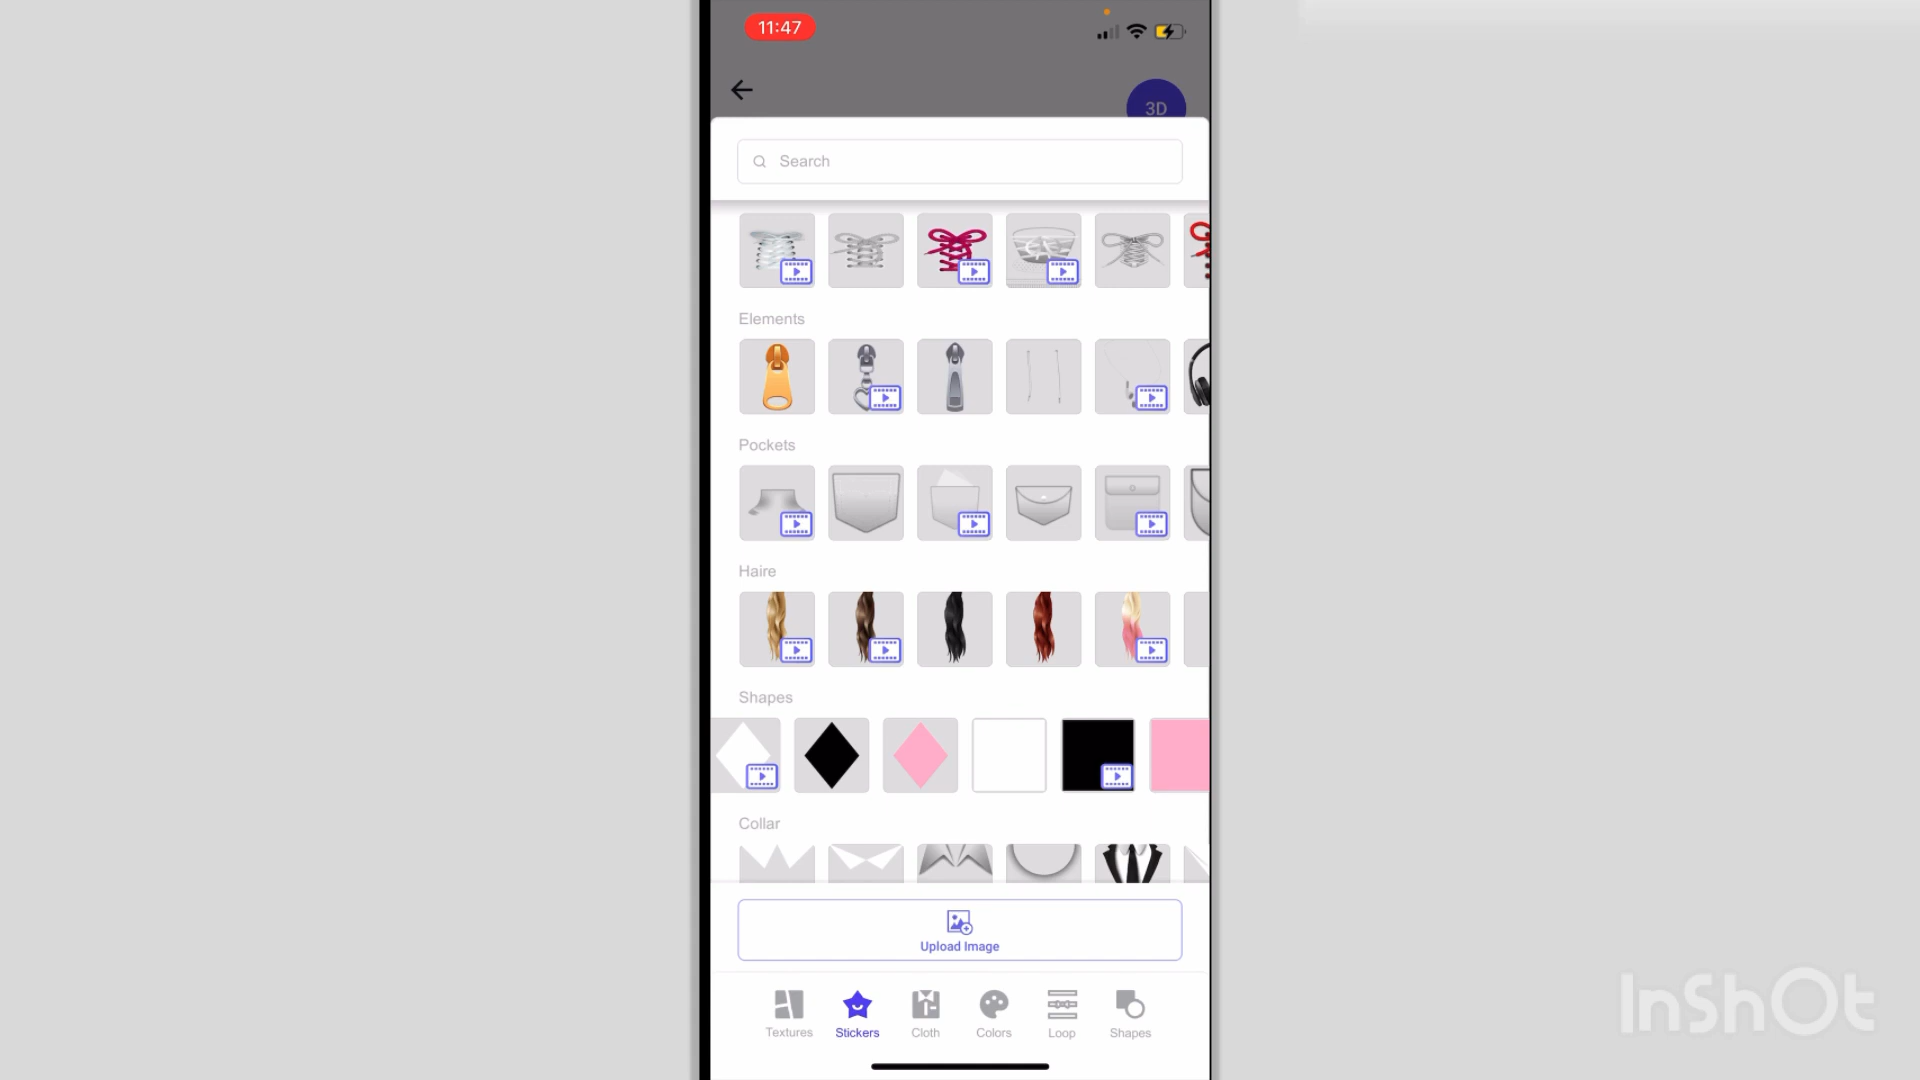 11:47
3D
Search
Elements
Pockets
Haire
Shapes
Collar
Upload Image
Textures
Stickers
Cloth
Colors
Loop
Shapes
InShOt